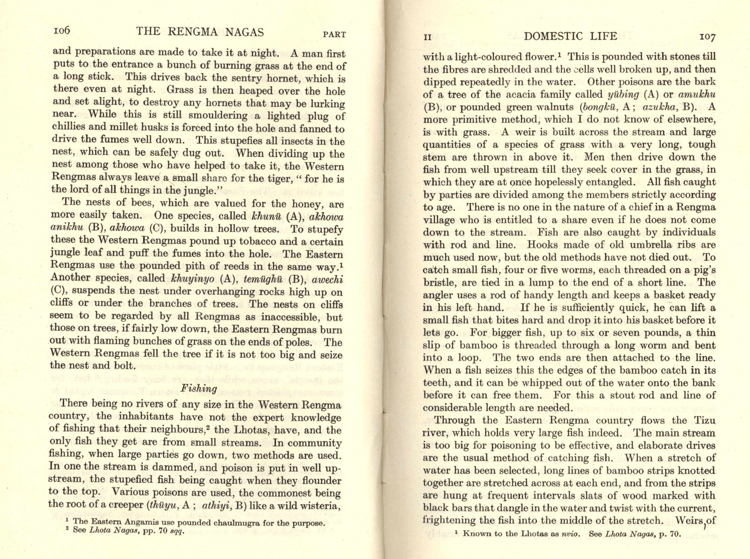 106 THE RENGMA NAGAS PART
and preparations are made to take it at night. A man first
puts to the entrance a bunch of burning grass at the end of
a long stick. This drives back the sentry hornet, which is
there even at night. Grass is then heaped over the hole
and set alight, to destroy any hornets that may be lurking
near. While this is still smouldering a lighted plug of
chillies and millet husks is forced into the hole and fanned to
drive the fumes well down. This stupefies all insects in the
nest, which can be safely dug out. When dividing up the
nest among those who have helped to take it, the Western
Rengmas always leave a small share for the tiger, “ for he is
the lord of all things in the jungle.”
The nests of bees, which are valued for the honey, are
more easily taken. One species, called khunü (A), akhowa
anikhu (B), akhowa (C), builds in hollow trees. To stupefy
these the Western Rengmas pound up tobacco and a certain
jungle leaf and puff the fumes into the hole. The Eastern
Rengmas use the pounded pith of reeds in the same way.¹
Another species, called khuyinyo (A), temüghü (B), awechi
(C), suspends the nest under overhanging rocks high up on
cliffs or under the branches of trees. The nests on cliffs
seem to be regarded by all Rengmas as inaccessible, but
those on trees, if fairly low down, the Eastern Rengmas burn
out with flaming bunches of grass on the ends of poles. The
Western Rengmas fell the tree if it is not too big and seize
the nest and bolt.
Fishing
There being no rivers of any size in the Western Rengma
country, the inhabitants have not the expert knowledge
of fishing that their neighbours,² the Lhotas, have, and the
only fish they get are from small streams. In community
fishing, when large parties go down, two methods are used.
In one the stream is dammed, and poison is put in well up-
stream, the stupefied fish being caught when they flounder
to the top. Various poisons are used, the commonest being
the root of a creeper (thüyu, A ; athiyi, B) like a wild wisteria,
¹ The Eastern Angamis use pounded chaulmugra for the purpose.
² See Lhota Nagas, pp. 70 sqq.
II DOMESTIC LIFE 107
with a light-coloured flower.¹ This is pounded with stones till
the fibres are shredded and the cells well broken up, and then
dipped repeatedly in the water. Other poisons are the bark
of a tree of the acacia family called yübing (A) or amukhu
(B), or pounded green walnuts (bongkü, A ; azukha, B). A
more primitive method, which I do not know of elsewhere,
is with grass. A weir is built across the stream and large
quantities of a species of grass with a very long, tough
stem are thrown in above it. Men then drive down the
fish from well upstream till they seek cover in the grass, in
which they are at once hopelessly entangled. All fish caught
by parties are divided among the members strictly according
to age. There is no one in the nature of a chief in a Rengma
village who is entitled to a share even if he does not come
down to the stream. Fish are also caught by individuals
with rod and line. Hooks made of old umbrella ribs are
much used now, but the old methods have not died out. To
catch small fish, four or five worms, each threaded on a pig’s
bristle, are tied in a lump to the end of a short line. The
angler uses a rod of handy length and keeps a basket ready
in his left hand. If he is sufficiently quick, he can lift a
small fish that bites hard and drop it into his basket before it
lets go. For bigger fish, up to six or seven pounds, a thin
slip of bamboo is threaded through a long worm and bent
into a loop. The two ends are then attached to the line.
When a fish seizes this the edges of the bamboo catch in its
teeth, and it can be whipped out of the water onto the bank
before it can free them. For this a stout rod and line of
considerable length are needed.
Through the Eastern Rengma country flows the Tizu
river, which holds very large fish indeed. The main stream
is too big for poisoning to be effective, and elaborate drives
are the usual method of catching fish. When a stretch of
water has been selected, long lines of bamboo strips knotted
together are stretched across at each end, and from the strips
are hung at frequent intervals slats of wood marked with
black bars that dangle in the water and twist with the current,
frightening the fish into the middle of the stretch. Weirs of
¹ Known to the Lhotas as nvio. See Lhota Nagas, p. 70.